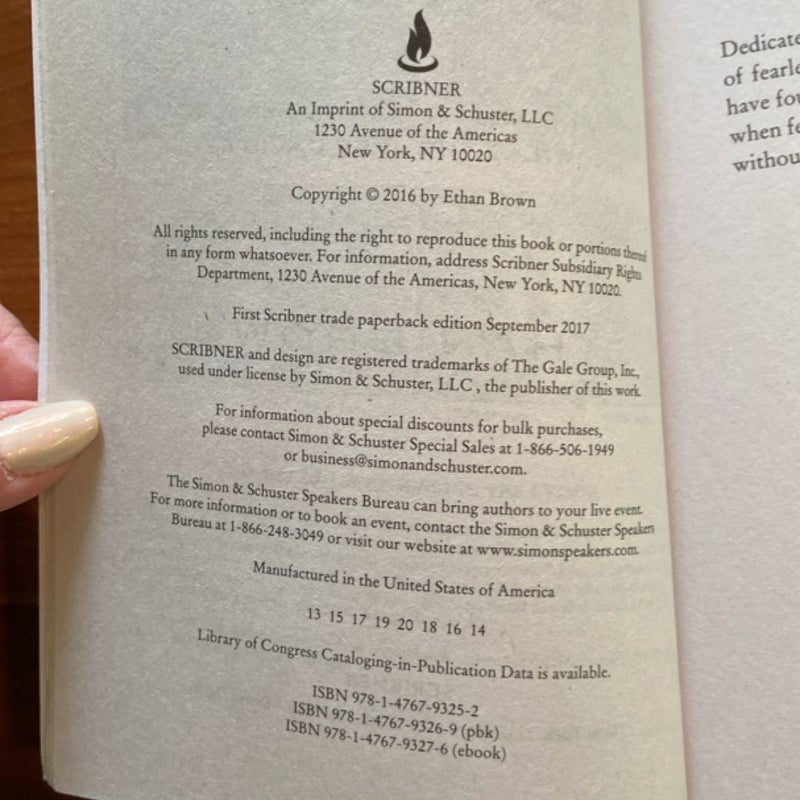 SCRIBNER
An Imprint of Simon & Schuster, LLC
1230 Avenue of the Americas
New York, NY 10020
Copyright © 2016 by Ethan Brown
All rights reserved, including the right to reproduce this book or portions thereof
in any form whatsoever. For information, address Scribner Subsidiary Rights
Department, 1230 Avenue of the Americas, New York, NY 10020.
First Scribner trade paperback edition September 2017
SCRIBNER and design are registered trademarks of The Gale Group, Inc.,
used under license by Simon & Schuster, LLC , the publisher of this work.
For information about special discounts for bulk purchases,
please contact Simon & Schuster Special Sales at 1-866-506-1949
or business@simonandschuster.com.
The Simon & Schuster Speakers Bureau can bring authors to your live event.
For more information or to book an event, contact the Simon & Schuster Speakers
Bureau at 1-866-248-3049 or visit our website at www.simonspeakers.com.
Manufactured in the United States of America
13 15 17 19 20 18 16 14
Library of Congress Cataloging-in-Publication Data is available.
ISBN 978-1-4767-9325-2
ISBN 978-1-4767-9326-9 (pbk)
ISBN 978-1-4767-9327-6 (ebook)
Dedicate
of fearle
have fou
when fe
withou